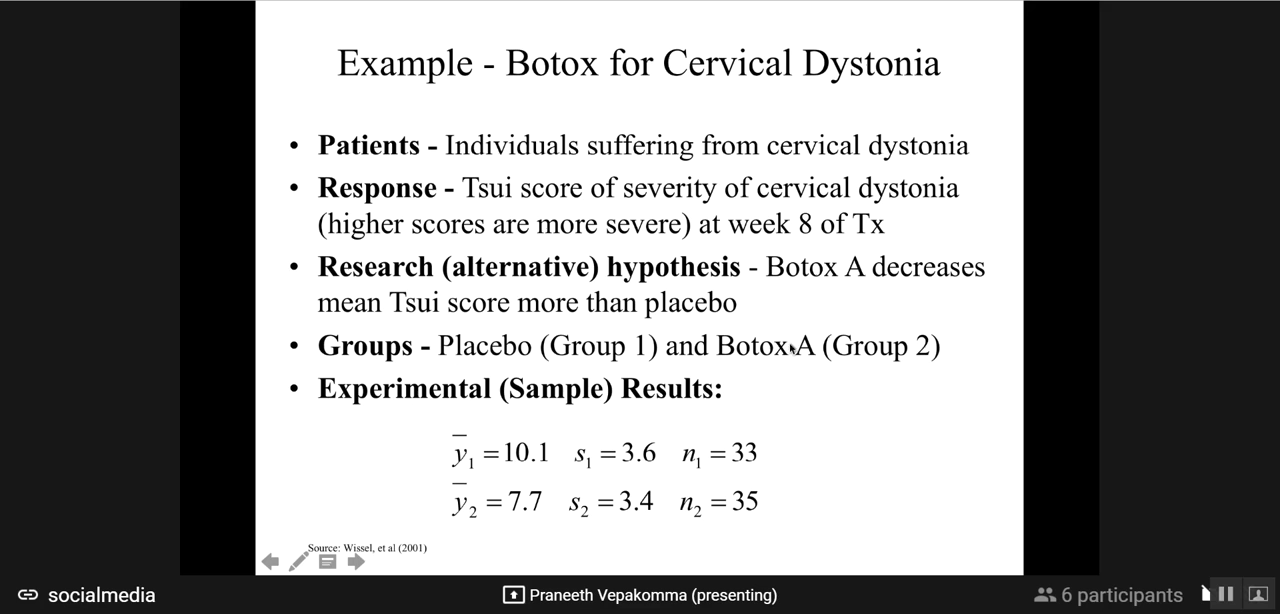 Example - Botox for Cervical Dystonia
• Patients - Individuals suffering from cervical dystonia
• Response - Tsui score of severity of cervical dystonia
(higher scores are more severe) at week 8 of Tx
• Research (alternative) hypothesis - Botox A decreases
mean Tsui score more than placebo
• Groups - Placebo (Group 1) and Botox A (Group 2)
• Experimental (Sample) Results:
y̅₁ = 10.1 s₁ = 3.6 n₁ = 33
y̅₂ = 7.7 s₂ = 3.4 n₂ = 35
Source: Wissel, et al (2001)
socialmedia Praneeth Vepakomma (presenting) 6 participants